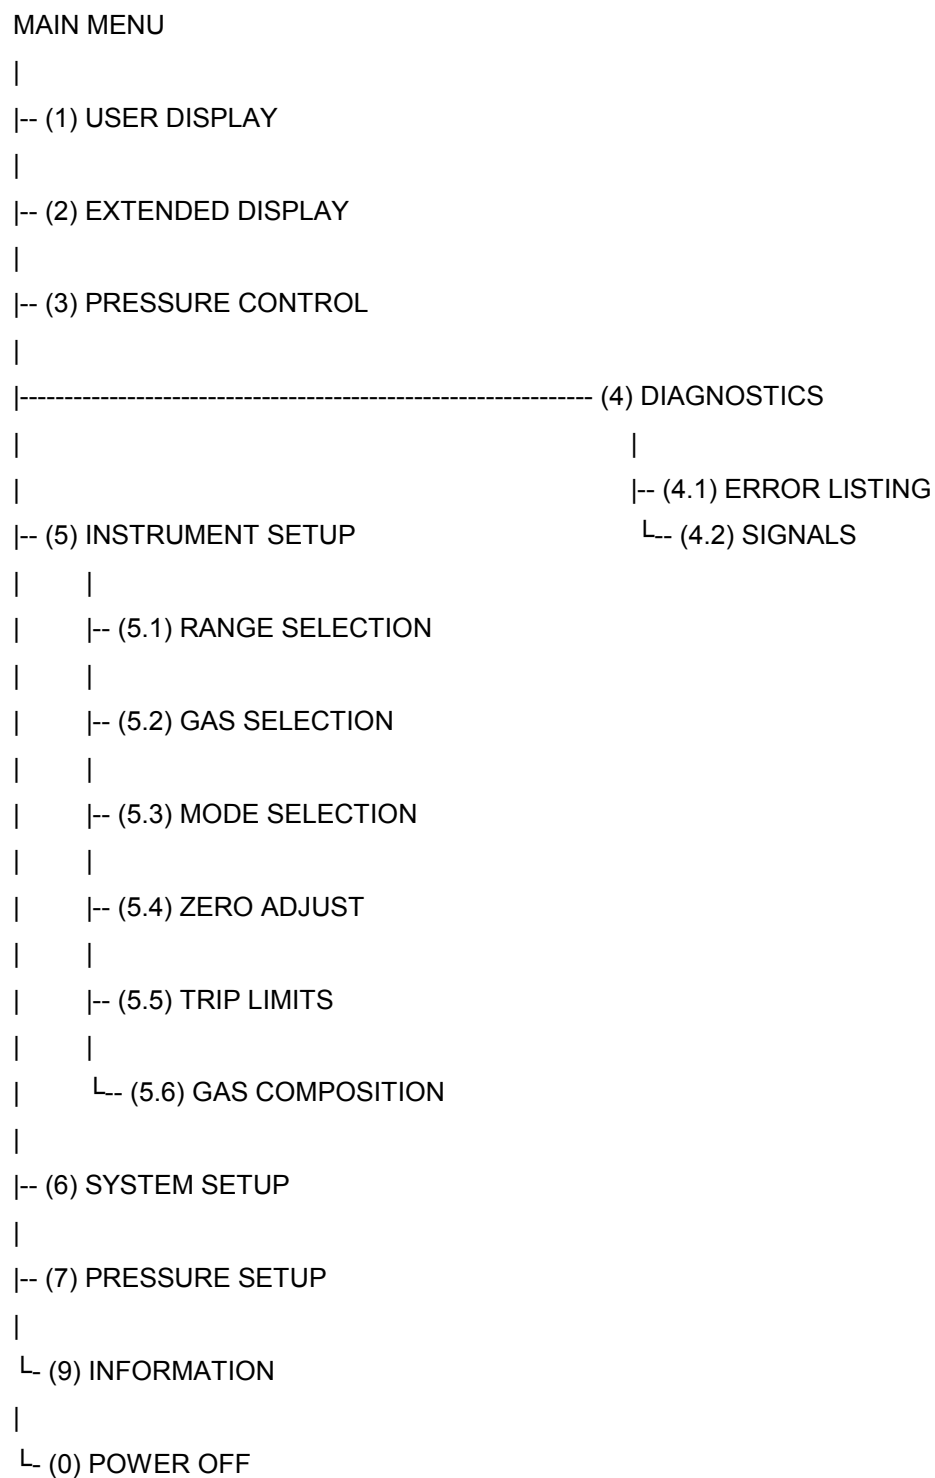 MAIN MENU
|
|-- (1) USER DISPLAY
|
|-- (2) EXTENDED DISPLAY
|
|-- (3) PRESSURE CONTROL
|
|---------------------------------------------------------------- (4) DIAGNOSTICS
| |
| |-- (4.1) ERROR LISTING
|-- (5) INSTRUMENT SETUP └-- (4.2) SIGNALS
| |
| |-- (5.1) RANGE SELECTION
| |
| |-- (5.2) GAS SELECTION
| |
| |-- (5.3) MODE SELECTION
| |
| |-- (5.4) ZERO ADJUST
| |
| |-- (5.5) TRIP LIMITS
| |
| └-- (5.6) GAS COMPOSITION
|
|-- (6) SYSTEM SETUP
|
|-- (7) PRESSURE SETUP
|
└- (9) INFORMATION
|
└- (0) POWER OFF